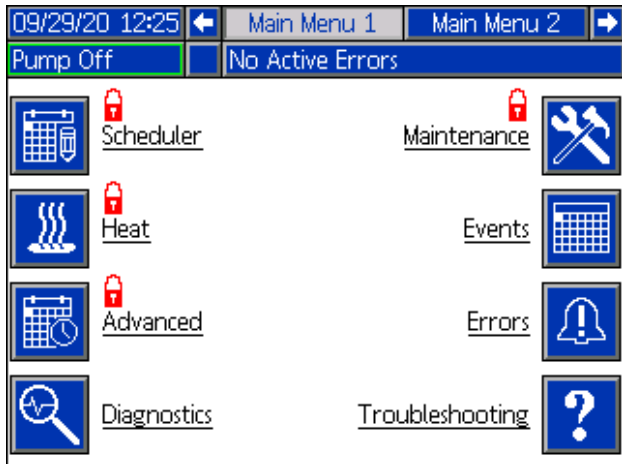 09/29/20 12:25 Main Menu 1 Main Menu 2
Pump Off No Active Errors
Scheduler Maintenance
Heat Events
Advanced Errors
Diagnostics Troubleshooting ?